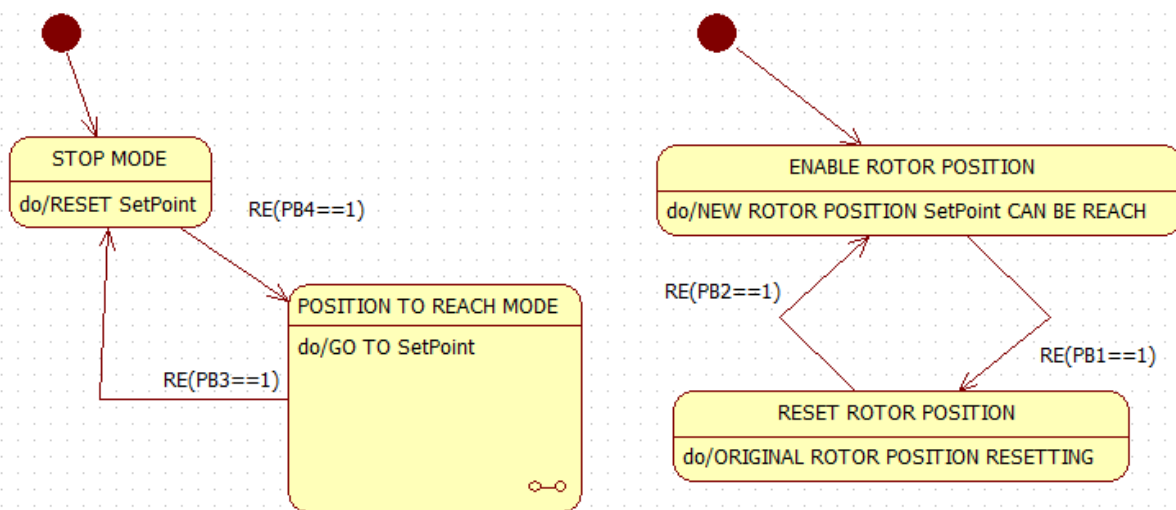 STOP MODE
do/RESET SetPoint
RE(PB4==1)
POSITION TO REACH MODE
do/GO TO SetPoint
RE(PB3==1)
ENABLE ROTOR POSITION
do/NEW ROTOR POSITION SetPoint CAN BE REACH
RE(PB2==1)
RE(PB1==1)
RESET ROTOR POSITION
do/ORIGINAL ROTOR POSITION RESETTING